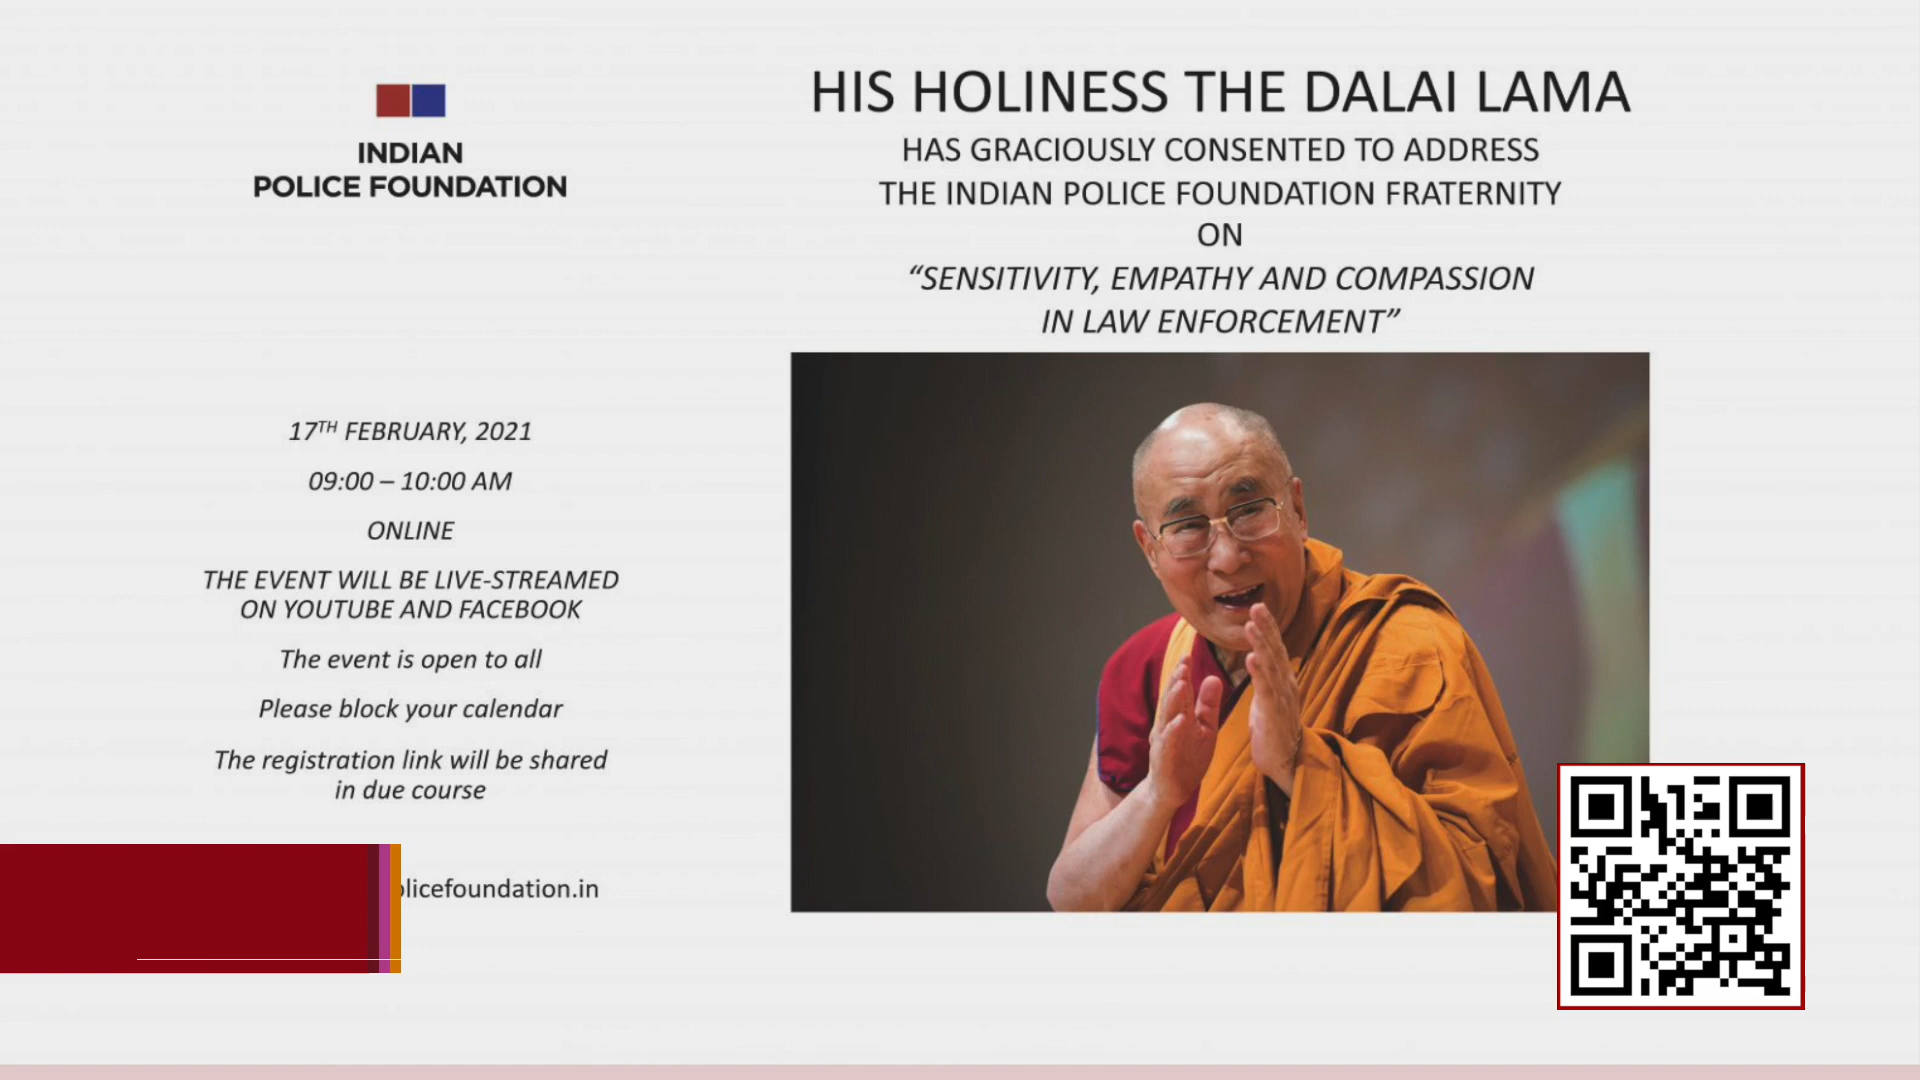 INDIAN
POLICE FOUNDATION
HIS HOLINESS THE DALAI LAMA
HAS GRACIOUSLY CONSENTED TO ADDRESS
THE INDIAN POLICE FOUNDATION FRATERNITY
ON
“SENSITIVITY, EMPATHY AND COMPASSION
IN LAW ENFORCEMENT”
17TH FEBRUARY, 2021
09:00 – 10:00 AM
ONLINE
THE EVENT WILL BE LIVE-STREAMED
ON YOUTUBE AND FACEBOOK
The event is open to all
Please block your calendar
The registration link will be shared
in due course
licefoundation.in